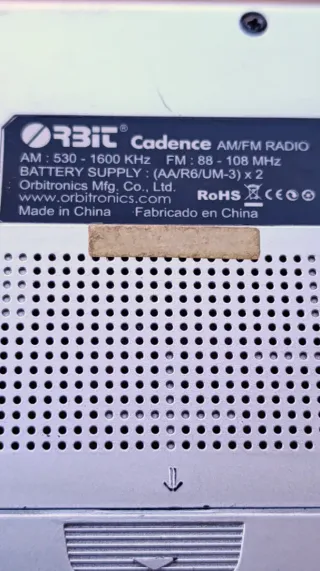 ORBIT® Cadence AM/FM RADIO
AM : 530 - 1600 KHz FM : 88 - 108 MHz
BATTERY SUPPLY : (AA/R6/UM-3) x 2
Orbitronics Mfg. Co., Ltd.
www.orbitronics.com RoHS CE
Made in China Fabricado en China